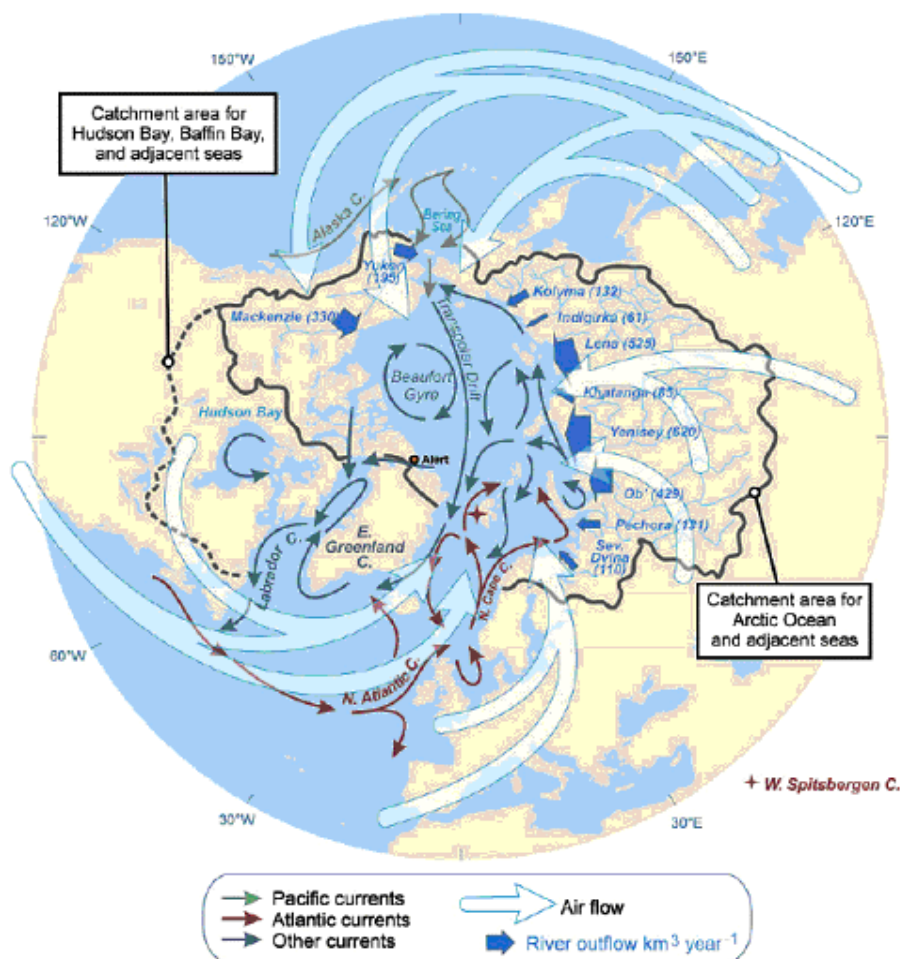 150°W
150°E
Catchment area for
Hudson Bay, Baffin Bay,
and adjacent seas
120°W
120°E
Alaska C.
Bering
Sea
Yukon
(195)
Mackenzie (330)
Kolyma (132)
Indigirka (61)
Lena (525)
Khatanga (85)
Yenisey (620)
Ob' (429)
Pechora (131)
Sev.
Dvina
(110)
Transpolar Drift
Beaufort
Gyre
Hudson Bay
Alert
E.
Greenland
C.
Labrador C.
N. Cape C.
N. Atlantic C.
Catchment area for
Arctic Ocean
and adjacent seas
60°W
30°W
30°E
W. Spitsbergen C.
Pacific currents
Atlantic currents
Other currents
Air flow
River outflow km³ year⁻¹